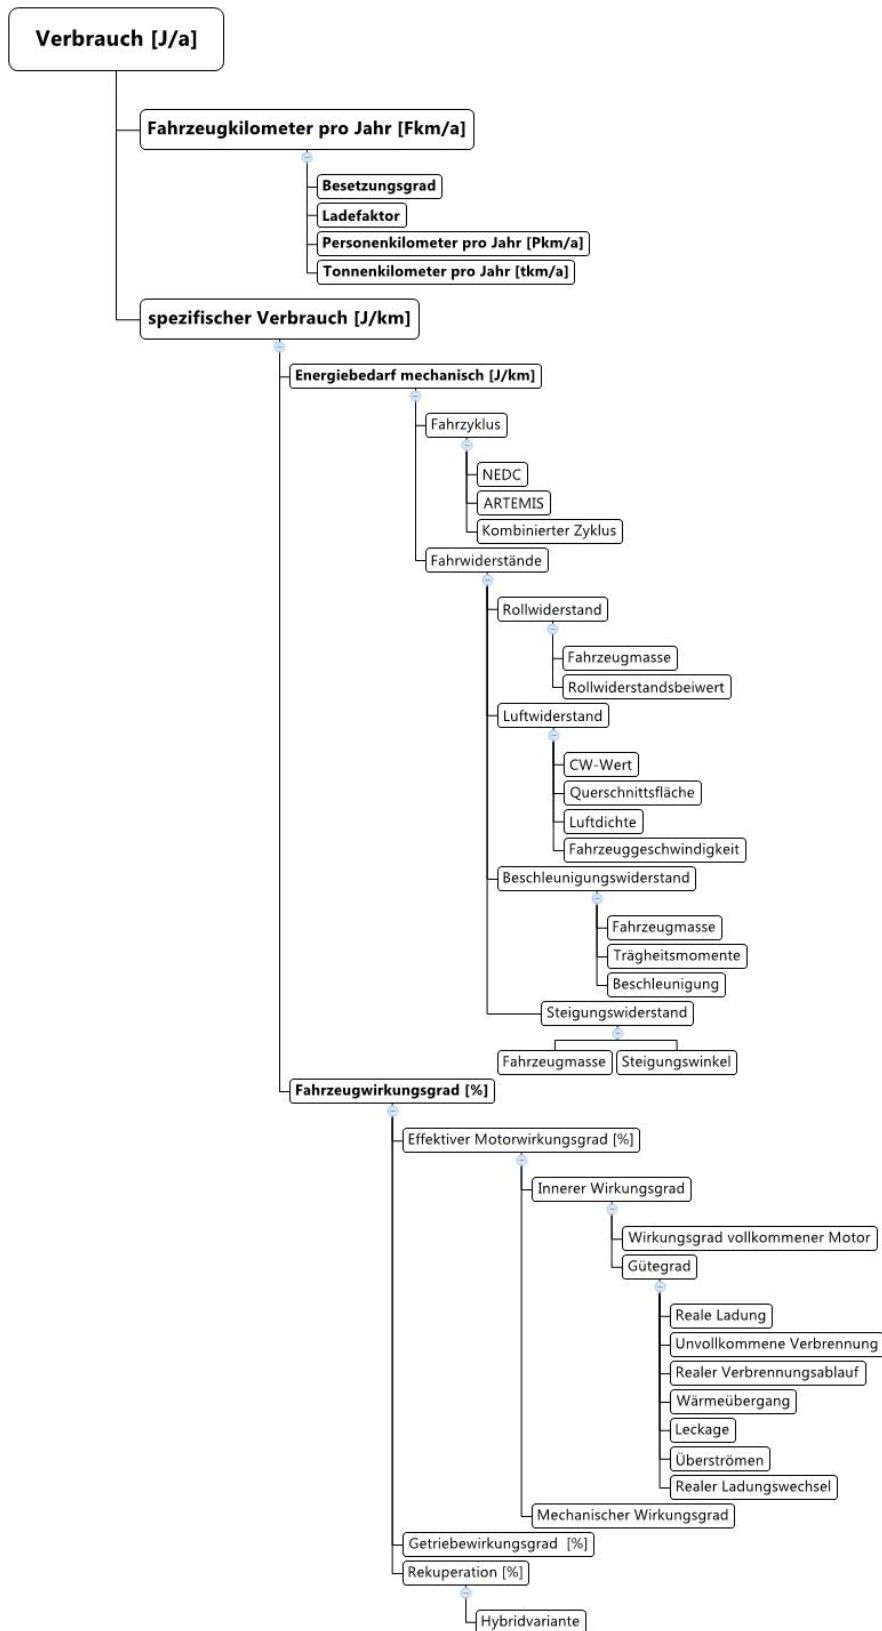 Verbrauch [J/a]
Fahrzeugkilometer pro Jahr [Fkm/a]
Besetzungsgrad
Ladefaktor
Personenkilometer pro Jahr [Pkm/a]
Tonnenkilometer pro Jahr [tkm/a]
spezifischer Verbrauch [J/km]
Energiebedarf mechanisch [J/km]
Fahrzyklus
NEDC
ARTEMIS
Kombinierter Zyklus
Fahrwiderstände
Rollwiderstand
Fahrzeugmasse
Rollwiderstandsbeiwert
Luftwiderstand
CW-Wert
Querschnittsfläche
Luftdichte
Fahrzeuggeschwindigkeit
Beschleunigungswiderstand
Fahrzeugmasse
Trägheitsmomente
Beschleunigung
Steigungswiderstand
Fahrzeugmasse Steigungswinkel
Fahrzeugwirkungsgrad [%]
Effektiver Motorwirkungsgrad [%]
Innerer Wirkungsgrad
Wirkungsgrad vollkommener Motor
Gütegrad
Reale Ladung
Unvollkommene Verbrennung
Realer Verbrennungsablauf
Wärmeübergang
Leckage
Überströmen
Realer Ladungswechsel
Mechanischer Wirkungsgrad
Getriebewirkungsgrad [%]
Rekuperation [%]
Hybridvariante